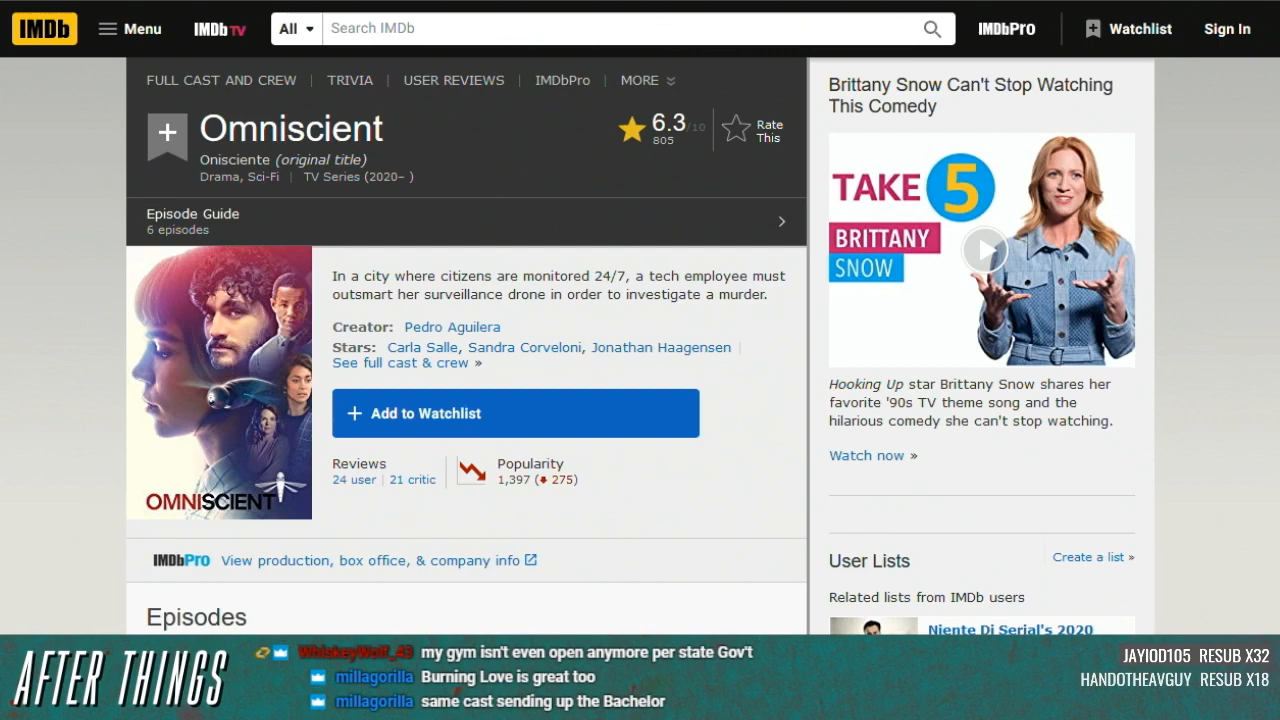 IMDb
Menu
IMDb TV
All
Search IMDb
IMDbPro
Watchlist
Sign In
FULL CAST AND CREW | TRIVIA | USER REVIEWS | IMDbPro | MORE
+ Omniscient
Onisciente (original title)
Drama, Sci-Fi | TV Series (2020– )
6.3/10
805
Rate This
Episode Guide
6 episodes
OMNISCIENT
In a city where citizens are monitored 24/7, a tech employee must
outsmart her surveillance drone in order to investigate a murder.
Creator: Pedro Aguilera
Stars: Carla Salle, Sandra Corveloni, Jonathan Haagensen |
See full cast & crew »
+ Add to Watchlist
Reviews
24 user | 21 critic
Popularity
1,397 (275)
IMDbPro View production, box office, & company info
Episodes
Brittany Snow Can't Stop Watching
This Comedy
TAKE 5
BRITTANY
SNOW
Hooking Up star Brittany Snow shares her
favorite '90s TV theme song and the
hilarious comedy she can't stop watching.
Watch now »
User Lists
Create a list »
Related lists from IMDb users
Niente Di Serial's 2020
AFTER THINGS
WhiskeyWolf_43 my gym isn't even open anymore per state Gov't
millagorilla Burning Love is great too
millagorilla same cast sending up the Bachelor
JAYIOD105 RESUB X32
HANDOTHEAVGUY RESUB X18